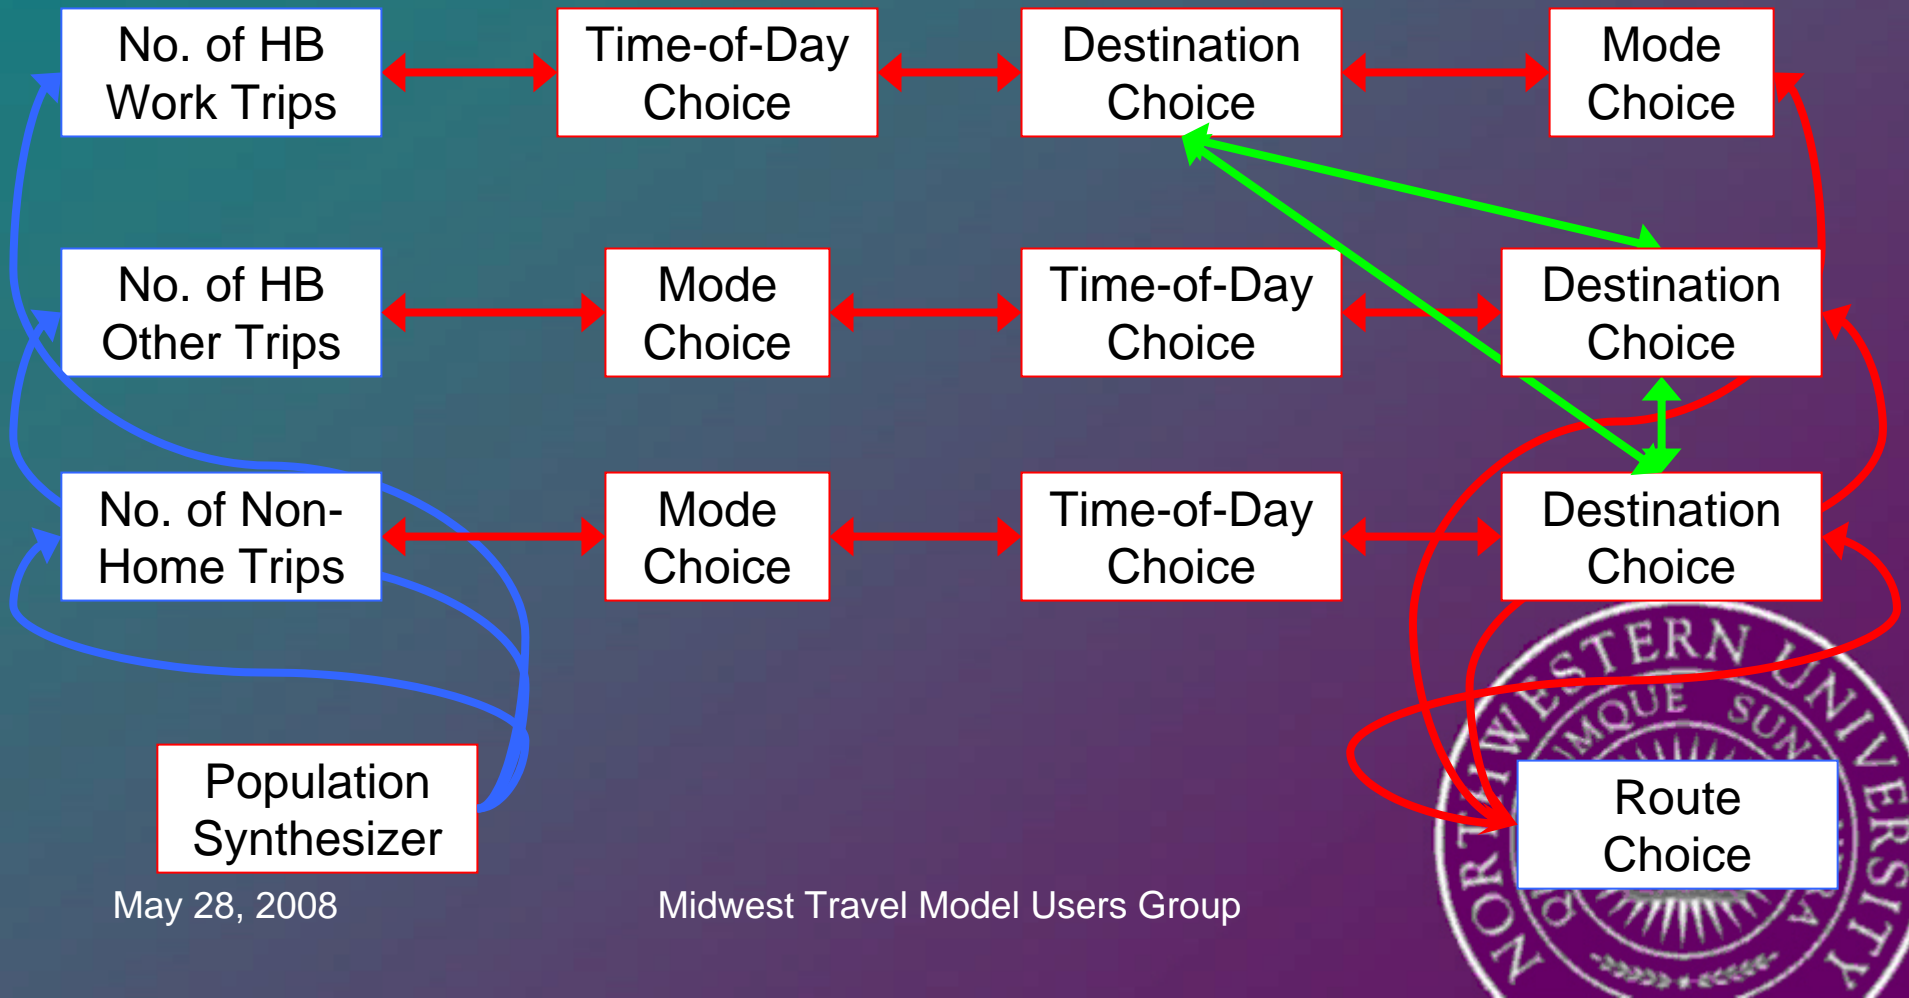 No. of HB
Work Trips
Time-of-Day
Choice
Destination
Choice
Mode
Choice
No. of HB
Other Trips
Mode
Choice
Time-of-Day
Choice
Destination
Choice
No. of Non-
Home Trips
Mode
Choice
Time-of-Day
Choice
Destination
Choice
Population
Synthesizer
Route
Choice
May 28, 2008
Midwest Travel Model Users Group
NORTHWESTERN UNIVERSITY